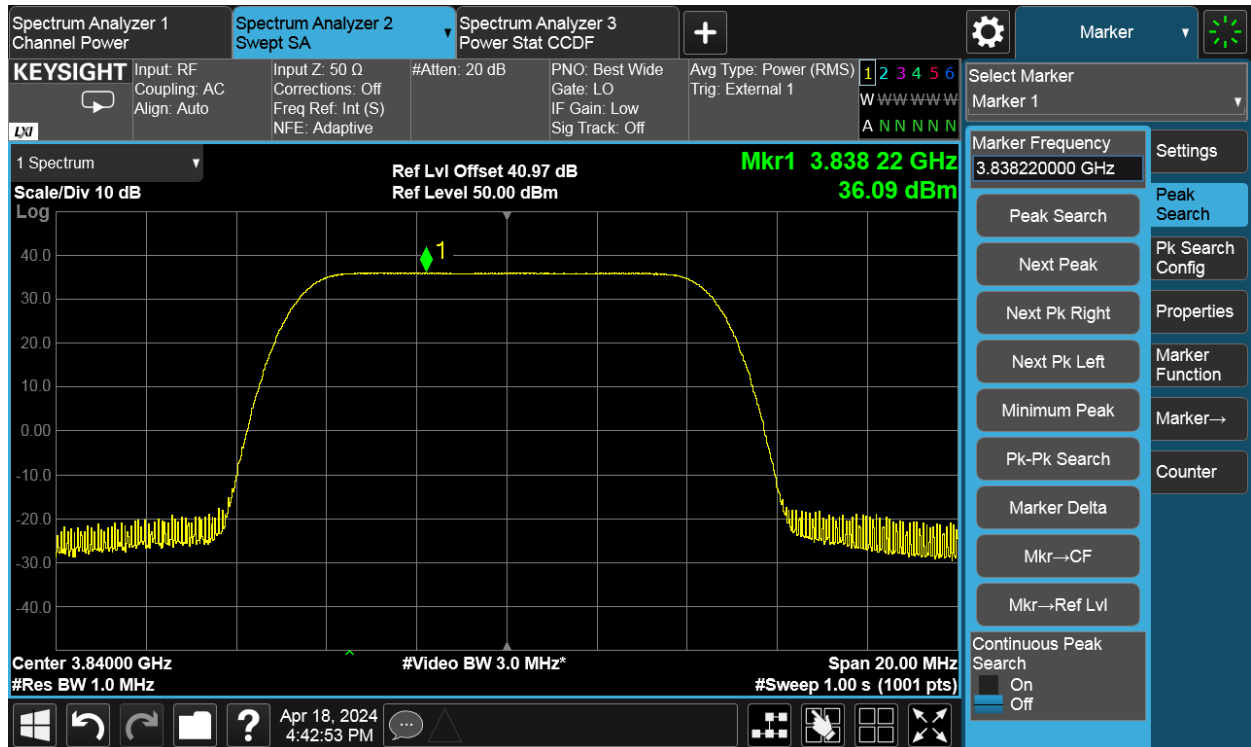 Spectrum Analyzer 1
Channel Power
Spectrum Analyzer 2
Swept SA
Spectrum Analyzer 3
Power Stat CCDF
+
Marker
KEYSIGHT
LXI
Input: RF
Coupling: AC
Align: Auto
Input Z: 50 Ω
Corrections: Off
Freq Ref: Int (S)
NFE: Adaptive
#Atten: 20 dB
PNO: Best Wide
Gate: LO
IF Gain: Low
Sig Track: Off
Avg Type: Power (RMS)
Trig: External 1
1 2 3 4 5 6
W W W W W W
A N N N N N
Select Marker
Marker 1
1 Spectrum
Scale/Div 10 dB
Log
Ref Lvl Offset 40.97 dB
Ref Level 50.00 dBm
Mkr1 3.838 22 GHz
36.09 dBm
1
40.0
30.0
20.0
10.0
0.00
-10.0
-20.0
-30.0
-40.0
Center 3.84000 GHz
#Res BW 1.0 MHz
#Video BW 3.0 MHz*
Span 20.00 MHz
#Sweep 1.00 s (1001 pts)
Marker Frequency
3.838220000 GHz
Peak Search
Next Peak
Next Pk Right
Next Pk Left
Minimum Peak
Pk-Pk Search
Marker Delta
Mkr→CF
Mkr→Ref Lvl
Continuous Peak
Search
On
Off
Settings
Peak
Search
Pk Search
Config
Properties
Marker
Function
Marker→
Counter
?
Apr 18, 2024
4:42:53 PM